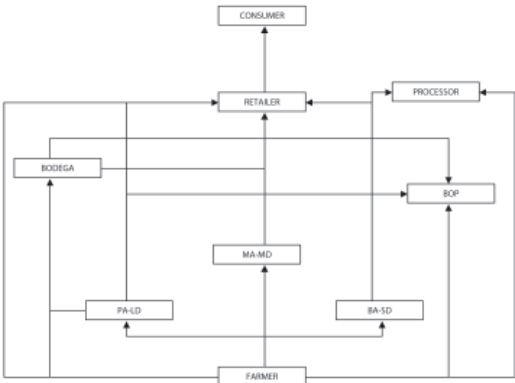 CONSUMER
PROCESSOR
RETAILER
BODEGA
BOP
MA-MD
PA-LD
BA-SD
FARMER